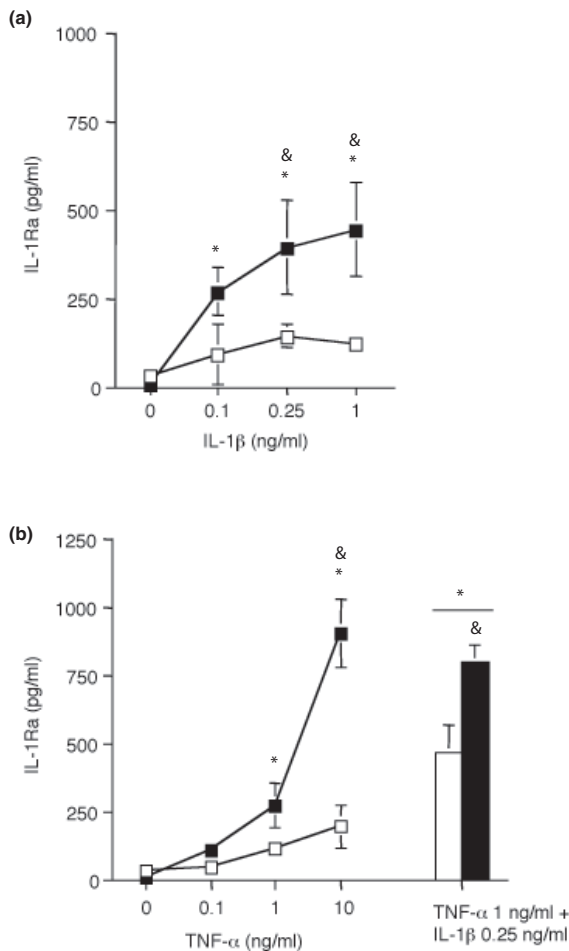 (a)
1000
750
500
250
0
IL-1Ra (pg/ml)
&
*
&
*
*
0 0.1 0.25 1
IL-1β (ng/ml)
(b)
1250
1000
750
500
250
0
IL-1Ra (pg/ml)
&
*
*
*
&
0 0.1 1 10
TNF-α (ng/ml)
TNF-α 1 ng/ml +
IL-1β 0.25 ng/ml